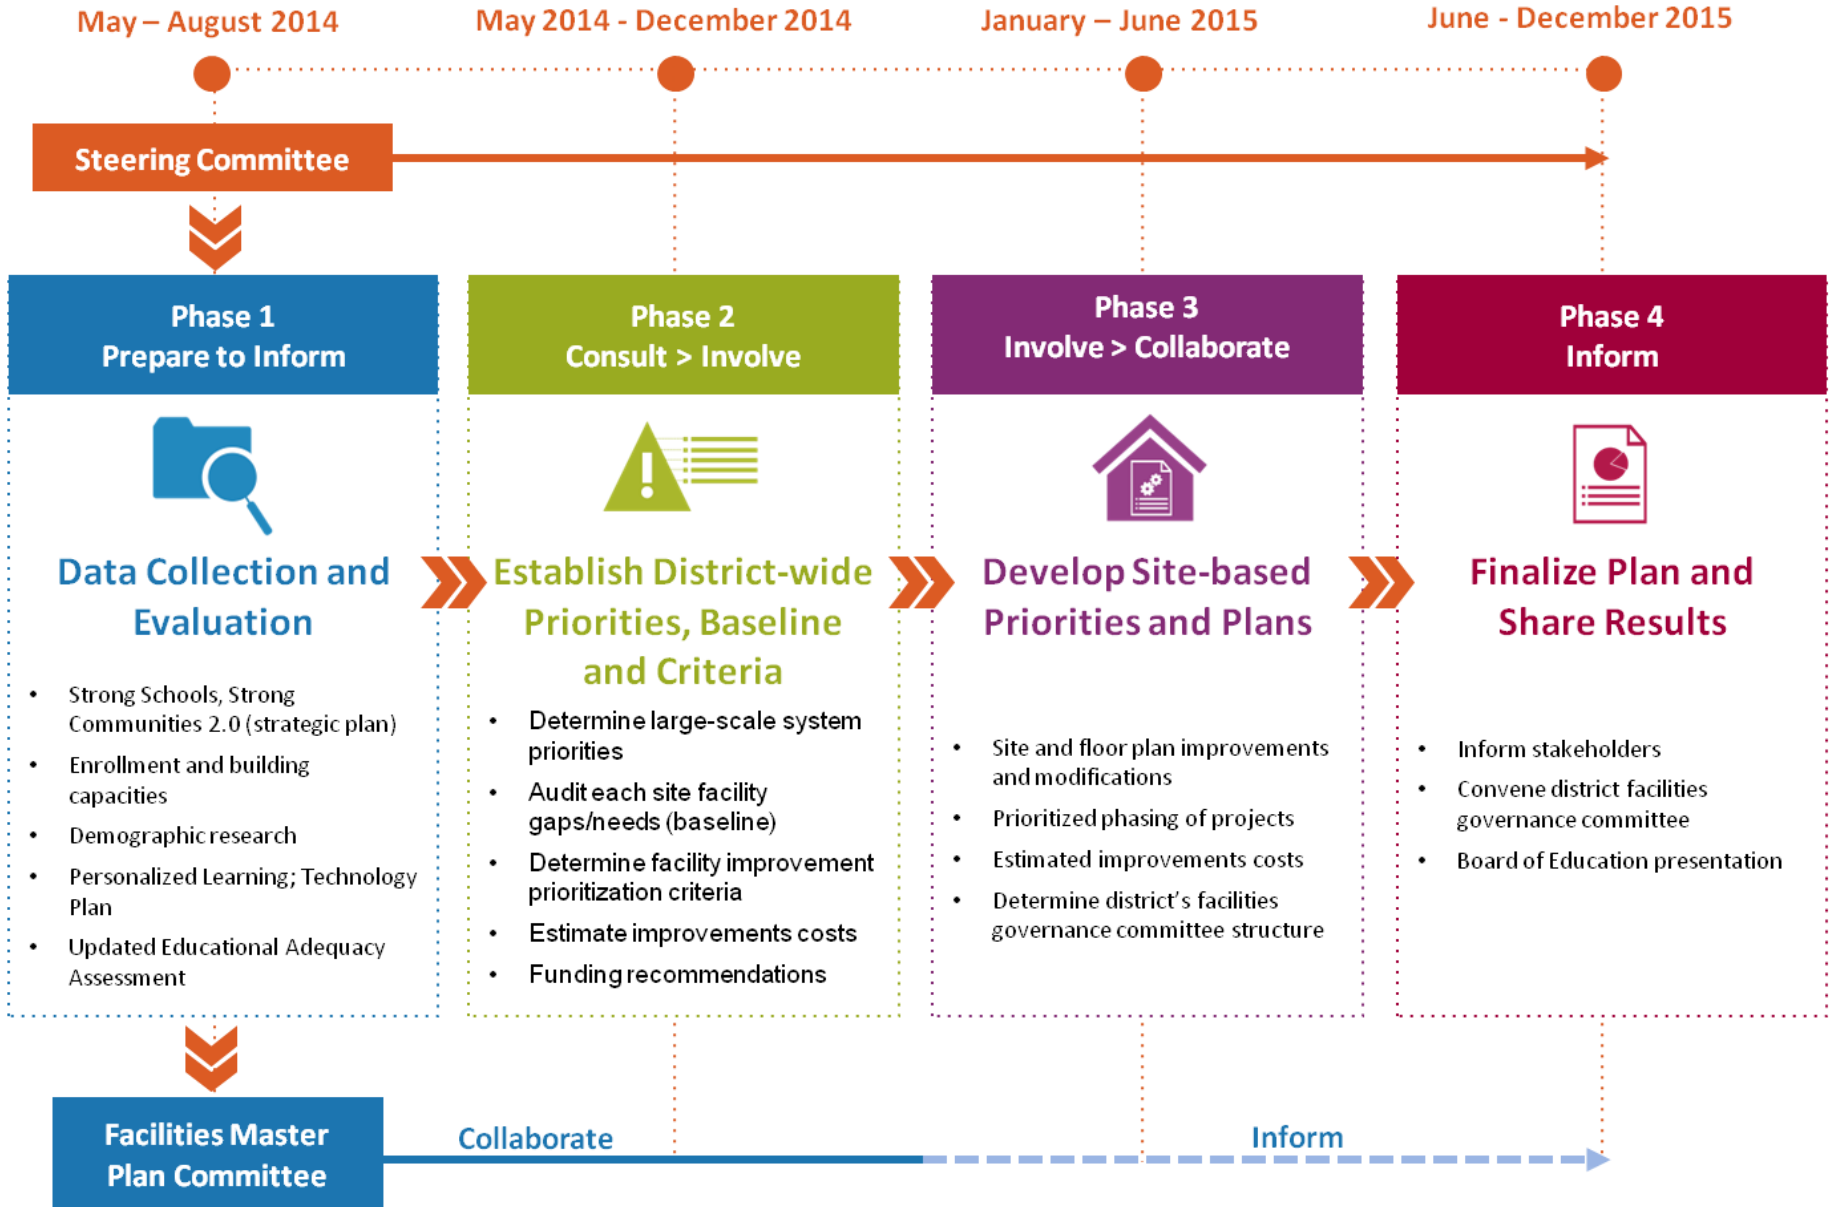 May – August 2014
May 2014 - December 2014
January – June 2015
June - December 2015
Steering Committee
Phase 1
Prepare to Inform
Data Collection and
Evaluation
• Strong Schools, Strong
Communities 2.0 (strategic plan)
• Enrollment and building
capacities
• Demographic research
• Personalized Learning; Technology
Plan
• Updated Educational Adequacy
Assessment
Phase 2
Consult > Involve
Establish District-wide
Priorities, Baseline
and Criteria
• Determine large-scale system
priorities
• Audit each site facility
gaps/needs (baseline)
• Determine facility improvement
prioritization criteria
• Estimate improvements costs
• Funding recommendations
Phase 3
Involve > Collaborate
Develop Site-based
Priorities and Plans
• Site and floor plan improvements
and modifications
• Prioritized phasing of projects
• Estimated improvements costs
• Determine district's facilities
governance committee structure
Phase 4
Inform
Finalize Plan and
Share Results
• Inform stakeholders
• Convene district facilities
governance committee
• Board of Education presentation
Facilities Master
Plan Committee
Collaborate
Inform